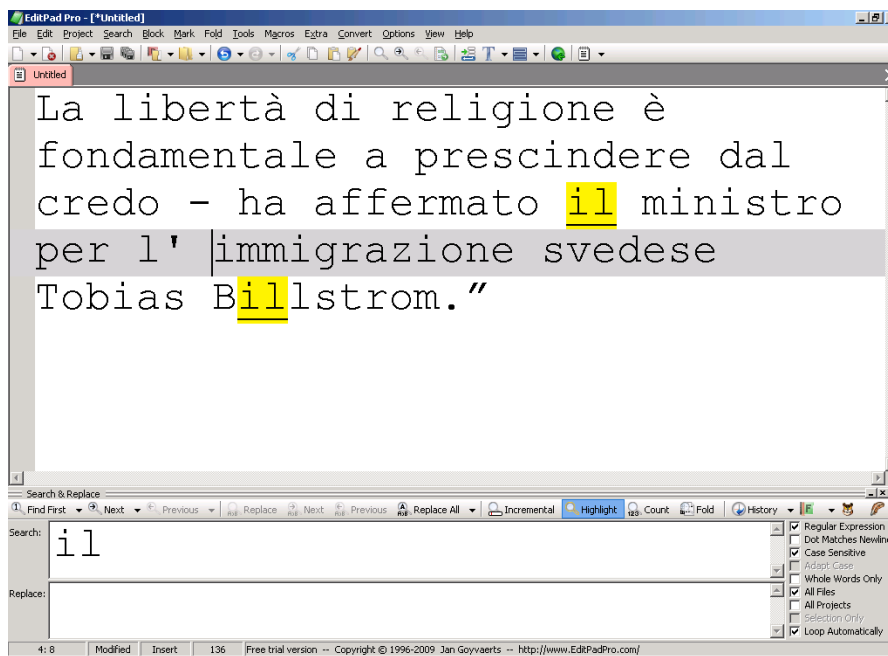 EditPad Pro - [*Untitled]
File Edit Project Search Block Mark Fold Tools Macros Extra Convert Options View Help
Untitled
La libertà di religione è
fondamentale a prescindere dal
credo - ha affermato il ministro
per l' immigrazione svedese
Tobias Billstrom.”
Search & Replace
Find First Next Previous Replace Next Previous Replace All Incremental Highlight Count Fold History
Search:
il
Regular Expression
Dot Matches Newlin
Case Sensitive
Adapt Case
Whole Words Only
Replace:
All Files
All Projects
Selection Only
Loop Automatically
4: 8 Modified Insert 136 Free trial version -- Copyright © 1996-2009 Jan Goyvaerts -- http://www.EditPadPro.com/